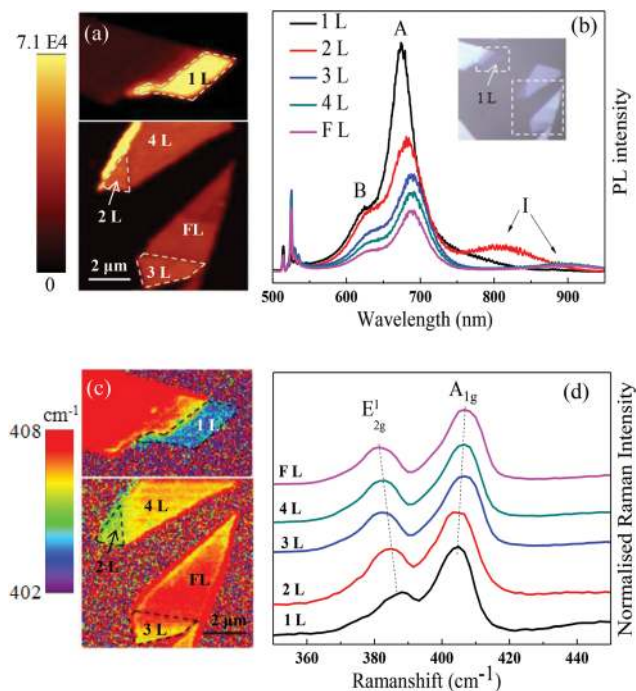 7.1 E4
0
(a)
1 L
4 L
2 L
FL
3 L
2 µm
(b)
1 L
2 L
3 L
4 L
F L
A
B
I
1 L
PL intensity
500 600 700 800 900
Wavelength (nm)
cm⁻¹
408
402
(c)
1 L
4 L
2 L
FL
3 L
2 µm
(d)
E¹₂g
A₁g
F L
4 L
3 L
2 L
1 L
Normalised Raman Intensity
360 380 400 420 440
Ramanshift (cm⁻¹)